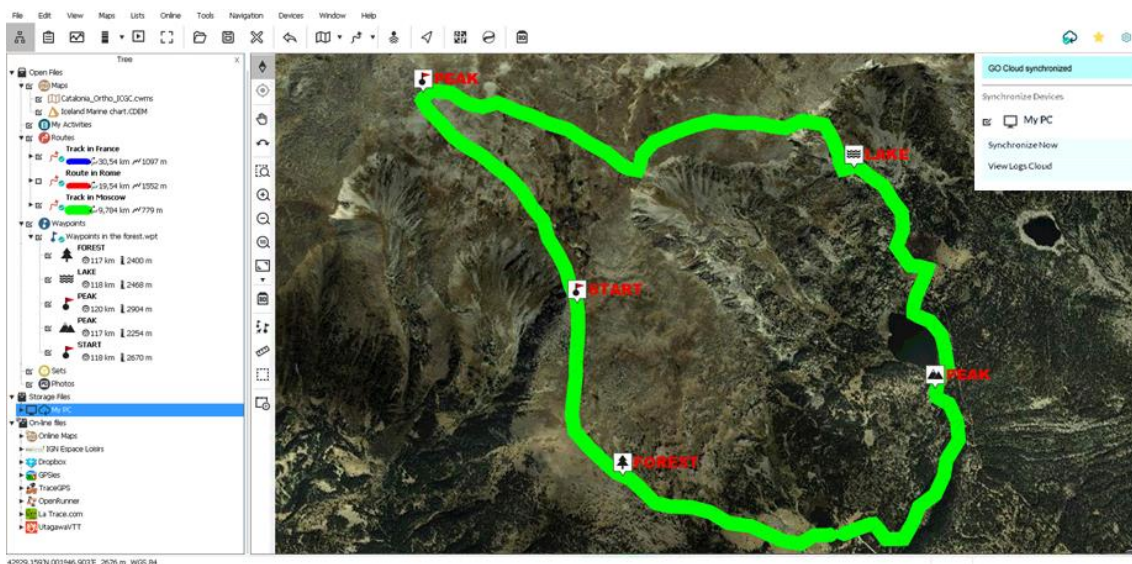 File Edit View Maps Lists Online Tools Navigation Devices Window Help
Tree X
Open Files
Maps
Catalonia_Ortho_ICGC.cwms
Iceland Marine chart.CDEM
My Activities
Routes
Track in France
30,54 km 1097 m
Route in Rome
19,54 km 1552 m
Track in Moscow
9,784 km 779 m
Waypoints
Waypoints in the forest.wpt
FOREST
117 km 2400 m
LAKE
118 km 2468 m
PEAK
120 km 2904 m
PEAK
117 km 2254 m
START
118 km 2670 m
Sets
Photos
Storage Files
My PC
On-line files
Online Maps
IGN Espace Loisirs
Dropbox
GPSies
TraceGPS
OpenRunner
La Trace.com
UtagawaVTT
PEAK
LAKE
START
PEAK
FOREST
GO Cloud synchronized
Synchronize Devices
My PC
Synchronize Now
View Logs Cloud